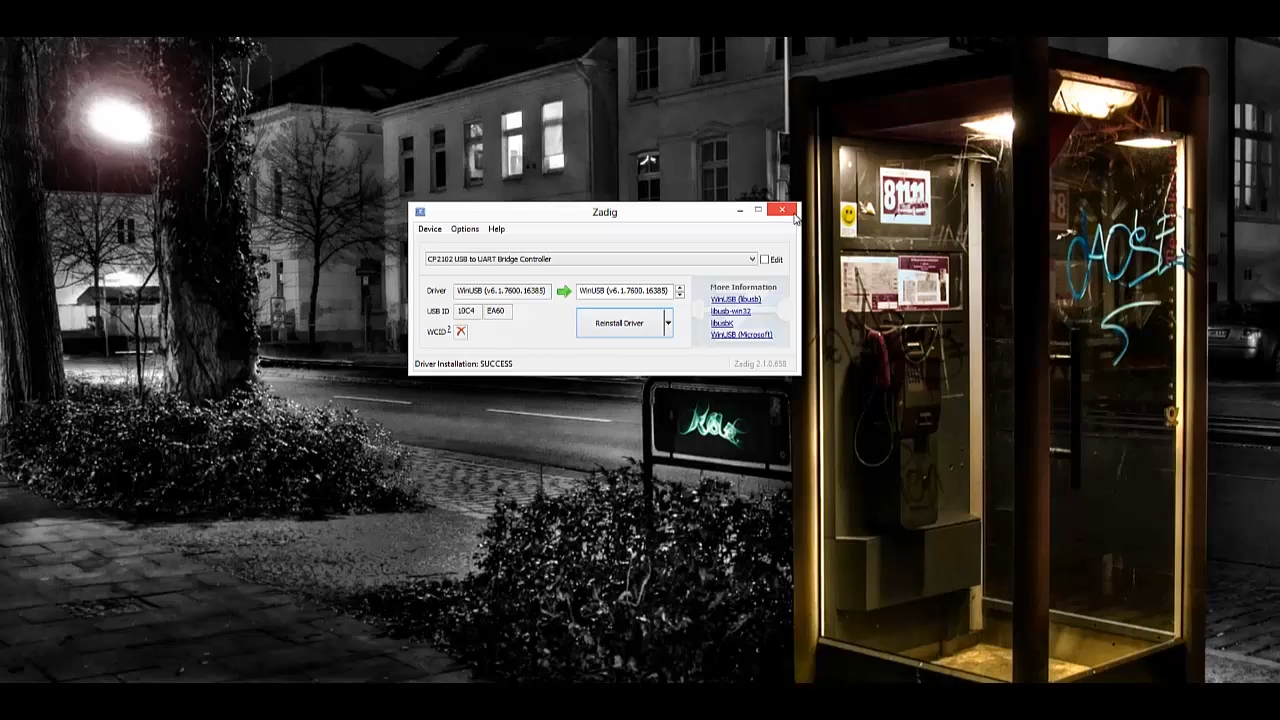 Zadig
Device Options Help
CP2102 USB to UART Bridge Controller
Edit
Driver WinUSB (v6.1.7600.16385) WinUSB (v6.1.7600.16385)
More Information
WinUSB (libusb)
USB ID 10C4 EA60
libusb-win32
Reinstall Driver
libusbK
WCID ?
WinUSB (Microsoft)
Driver Installation: SUCCESS
Zadig 2.1.0.658